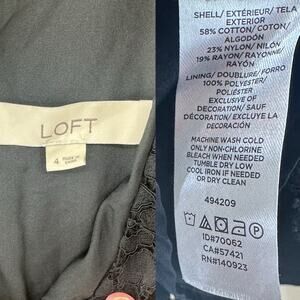 LOFT
4
SHELL/ EXTÉRIEUR/ TELA
EXTERIOR
58% COTTON/ COTON/
ALGODÓN
23% NYLON/ NILÓN
19% RAYON/ RAYONNE/
RAYÓN
LINING/ DOUBLURE/ FORRO
100% POLYESTER/
POLIÉSTER
EXCLUSIVE OF
DECORATION/ SAUF
DÉCORATION/ EXCLUYE LA
DECORACIÓN
MACHINE WASH COLD
ONLY NON-CHLORINE
BLEACH WHEN NEEDED
TUMBLE DRY LOW
COOL IRON IF NEEDED
OR DRY CLEAN
494209
ID#70062
CA#57421
RN#140923